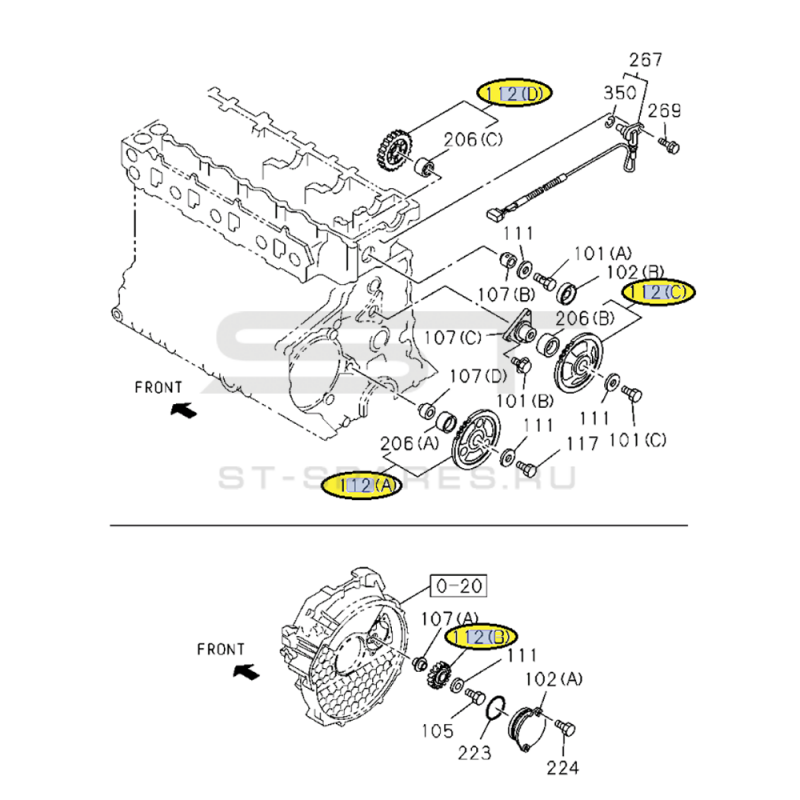 267
112(D)
350
269
206(C)
111
101(A)
102(B)
107(B)
112(C)
206(B)
107(C)
FRONT
107(D)
101(B)
111
111
101(C)
206(A)
117
112(A)
ST-SPARES.RU
0-20
107(A)
112(B)
FRONT
111
102(A)
105
223
224